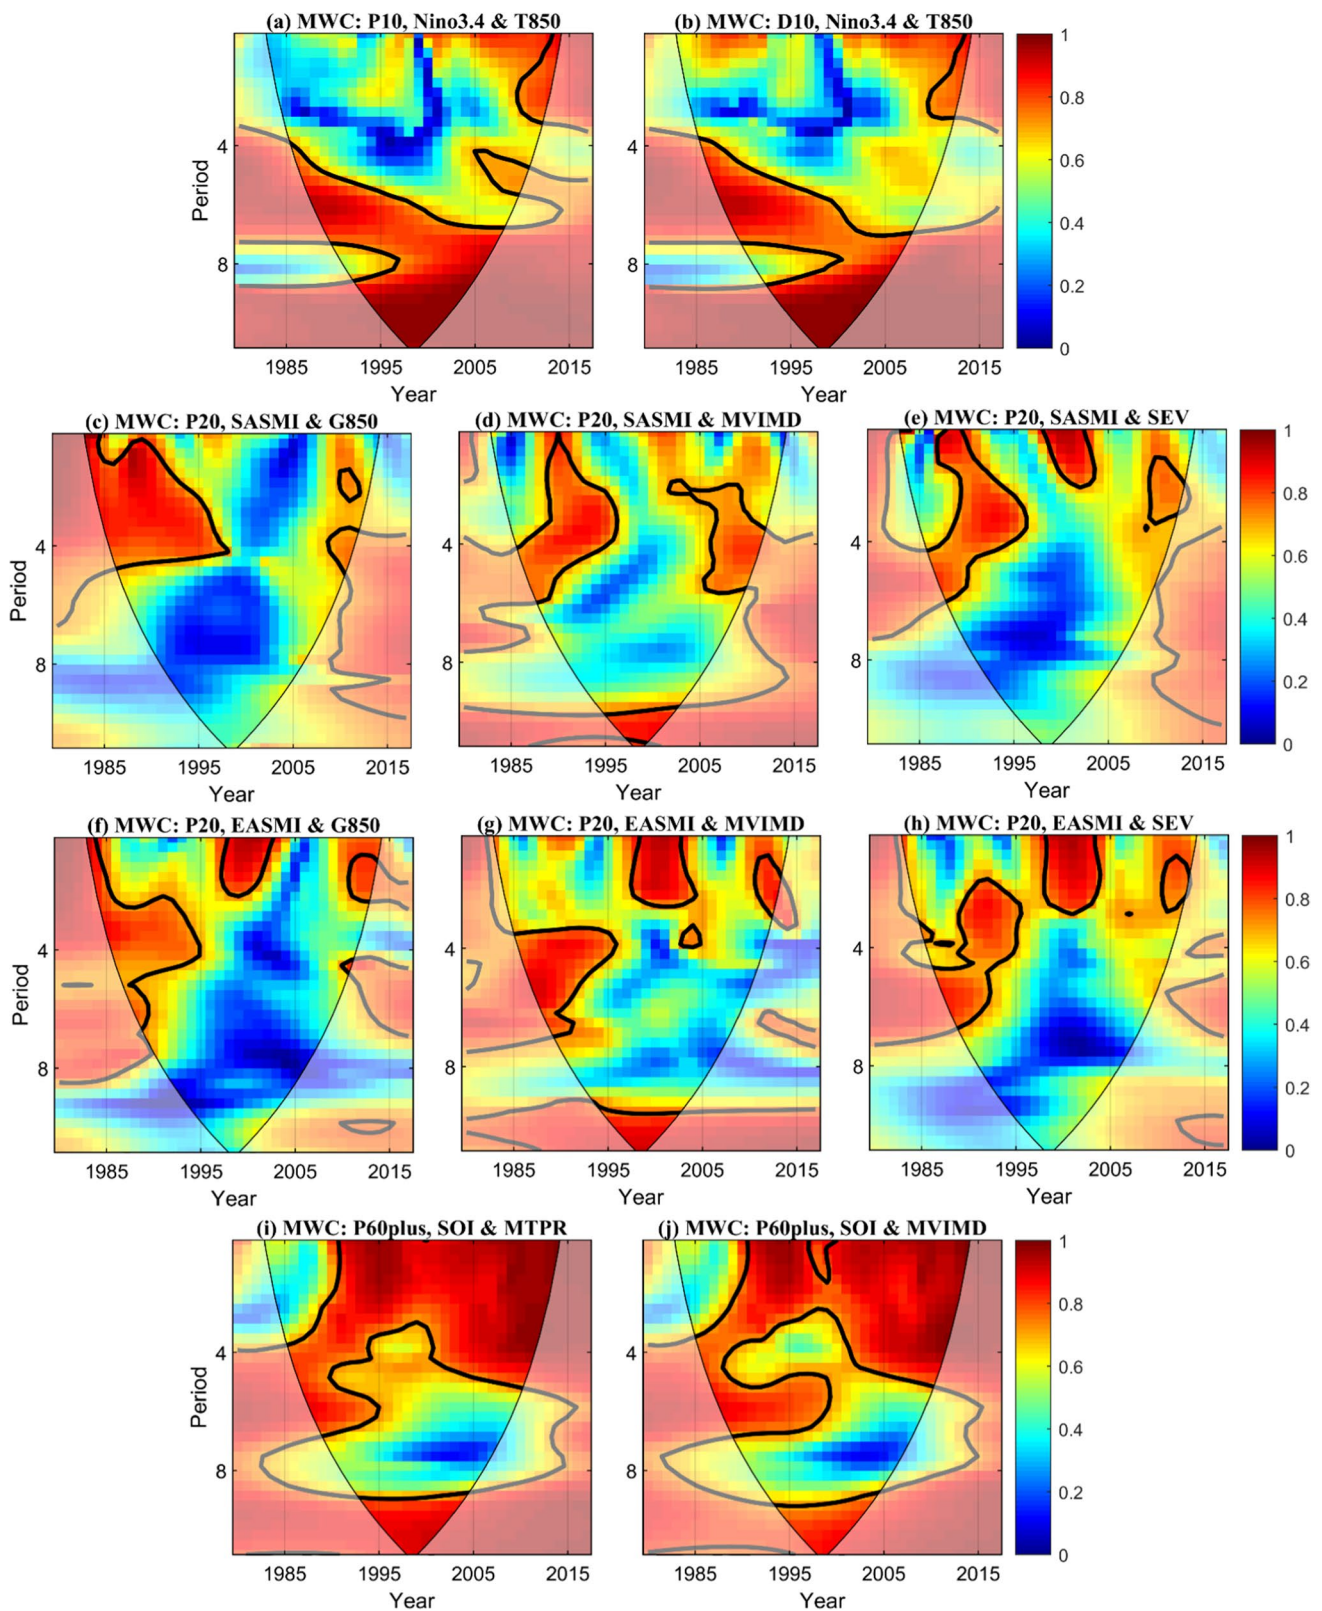 (a) MWC: P10, Nino3.4 & T850
(b) MWC: D10, Nino3.4 & T850
Period
4
8
4
8
1
0.8
0.6
0.4
0.2
0
1985 1995 2005 2015
1985 1995 2005 2015
Year
Year
(c) MWC: P20, SASMI & G850
(d) MWC: P20, SASMI & MVIMD
(e) MWC: P20, SASMI & SEV
Period
4
8
4
8
4
8
1
0.8
0.6
0.4
0.2
0
1985 1995 2005 2015
1985 1995 2005 2015
1985 1995 2005 2015
Year
Year
Year
(f) MWC: P20, EASMI & G850
(g) MWC: P20, EASMI & MVIMD
(h) MWC: P20, EASMI & SEV
Period
4
8
4
8
4
8
1
0.8
0.6
0.4
0.2
0
1985 1995 2005 2015
1985 1995 2005 2015
1985 1995 2005 2015
Year
Year
Year
(i) MWC: P60plus, SOI & MTPR
(j) MWC: P60plus, SOI & MVIMD
Period
4
8
4
8
1
0.8
0.6
0.4
0.2
0
1985 1995 2005 2015
1985 1995 2005 2015
Year
Year